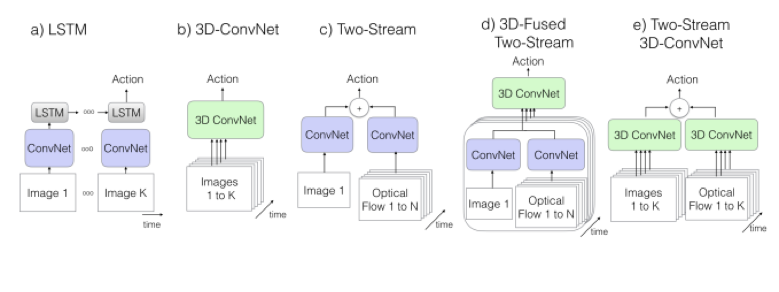 a) LSTM
Action
LSTM
LSTM
ConvNet
ConvNet
Image 1
Image K
time
b) 3D-ConvNet
Action
3D ConvNet
Images
1 to K
time
c) Two-Stream
Action
+
ConvNet
ConvNet
Image 1
Optical
Flow 1 to N
time
d) 3D-Fused
Two-Stream
Action
3D ConvNet
ConvNet
ConvNet
Image 1
Optical
Flow 1 to N
time
e) Two-Stream
3D-ConvNet
Action
+
3D ConvNet
3D ConvNet
Images
1 to K
Optical
Flow 1 to K
time